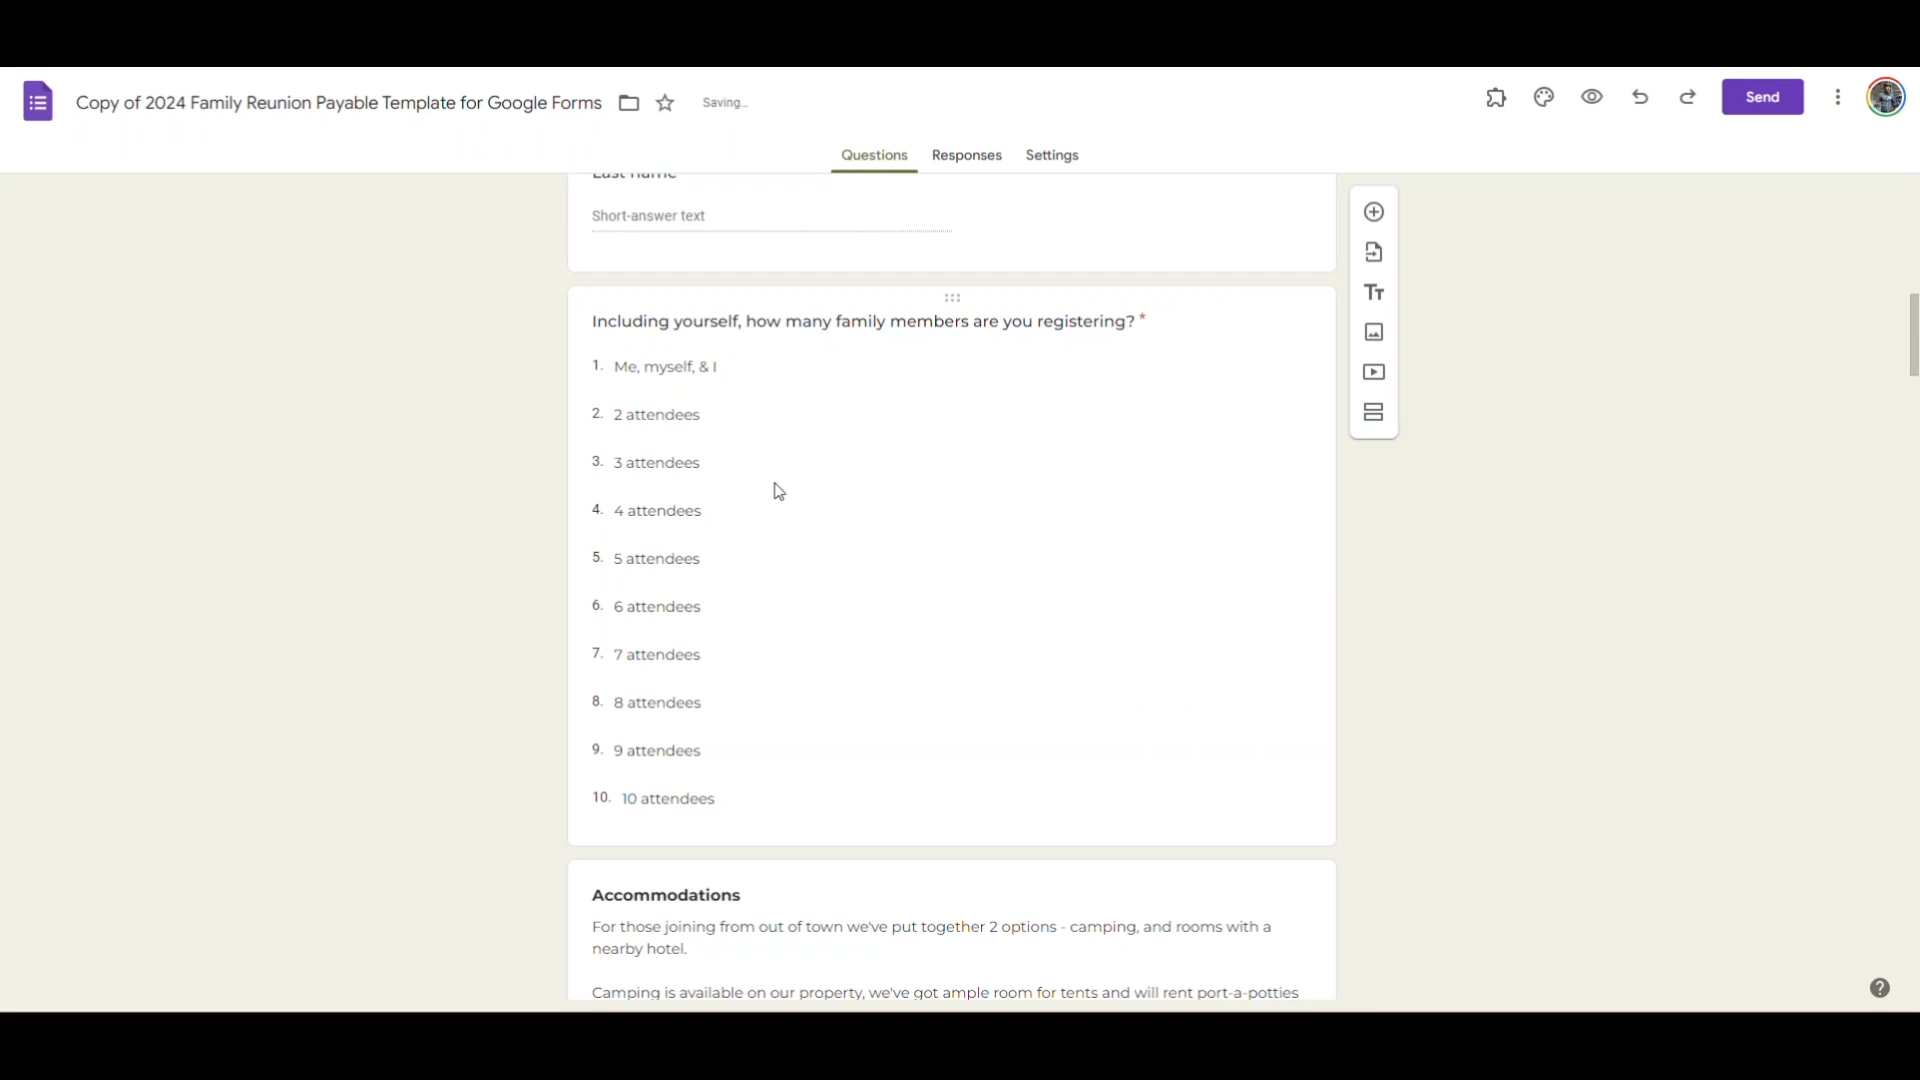 Copy of 2024 Family Reunion Payable Template for Google Forms
Saving...
Send
Questions
Responses
Settings
Last name
Short-answer text
Including yourself, how many family members are you registering? *
1. Me, myself, & I
2. 2 attendees
3. 3 attendees
4. 4 attendees
5. 5 attendees
6. 6 attendees
7. 7 attendees
8. 8 attendees
9. 9 attendees
10. 10 attendees
Accommodations
For those joining from out of town we've put together 2 options - camping, and rooms with a
nearby hotel.
Camping is available on our property, we've got ample room for tents and will rent port-a-potties